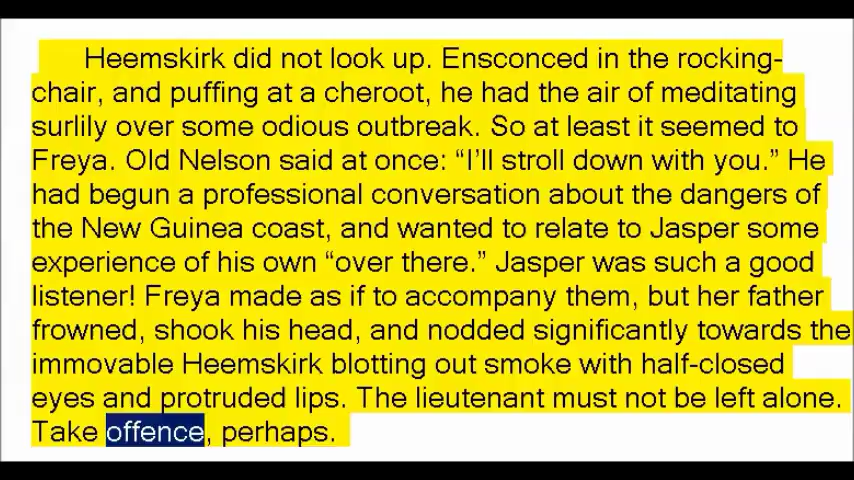 Heemskirk did not look up. Ensconced in the rocking-
chair, and puffing at a cheroot, he had the air of meditating
surlily over some odious outbreak. So at least it seemed to
Freya. Old Nelson said at once: “I’ll stroll down with you.” He
had begun a professional conversation about the dangers of
the New Guinea coast, and wanted to relate to Jasper some
experience of his own “over there.” Jasper was such a good
listener! Freya made as if to accompany them, but her father
frowned, shook his head, and nodded significantly towards the
immovable Heemskirk blotting out smoke with half-closed
eyes and protruded lips. The lieutenant must not be left alone.
Take offence, perhaps.